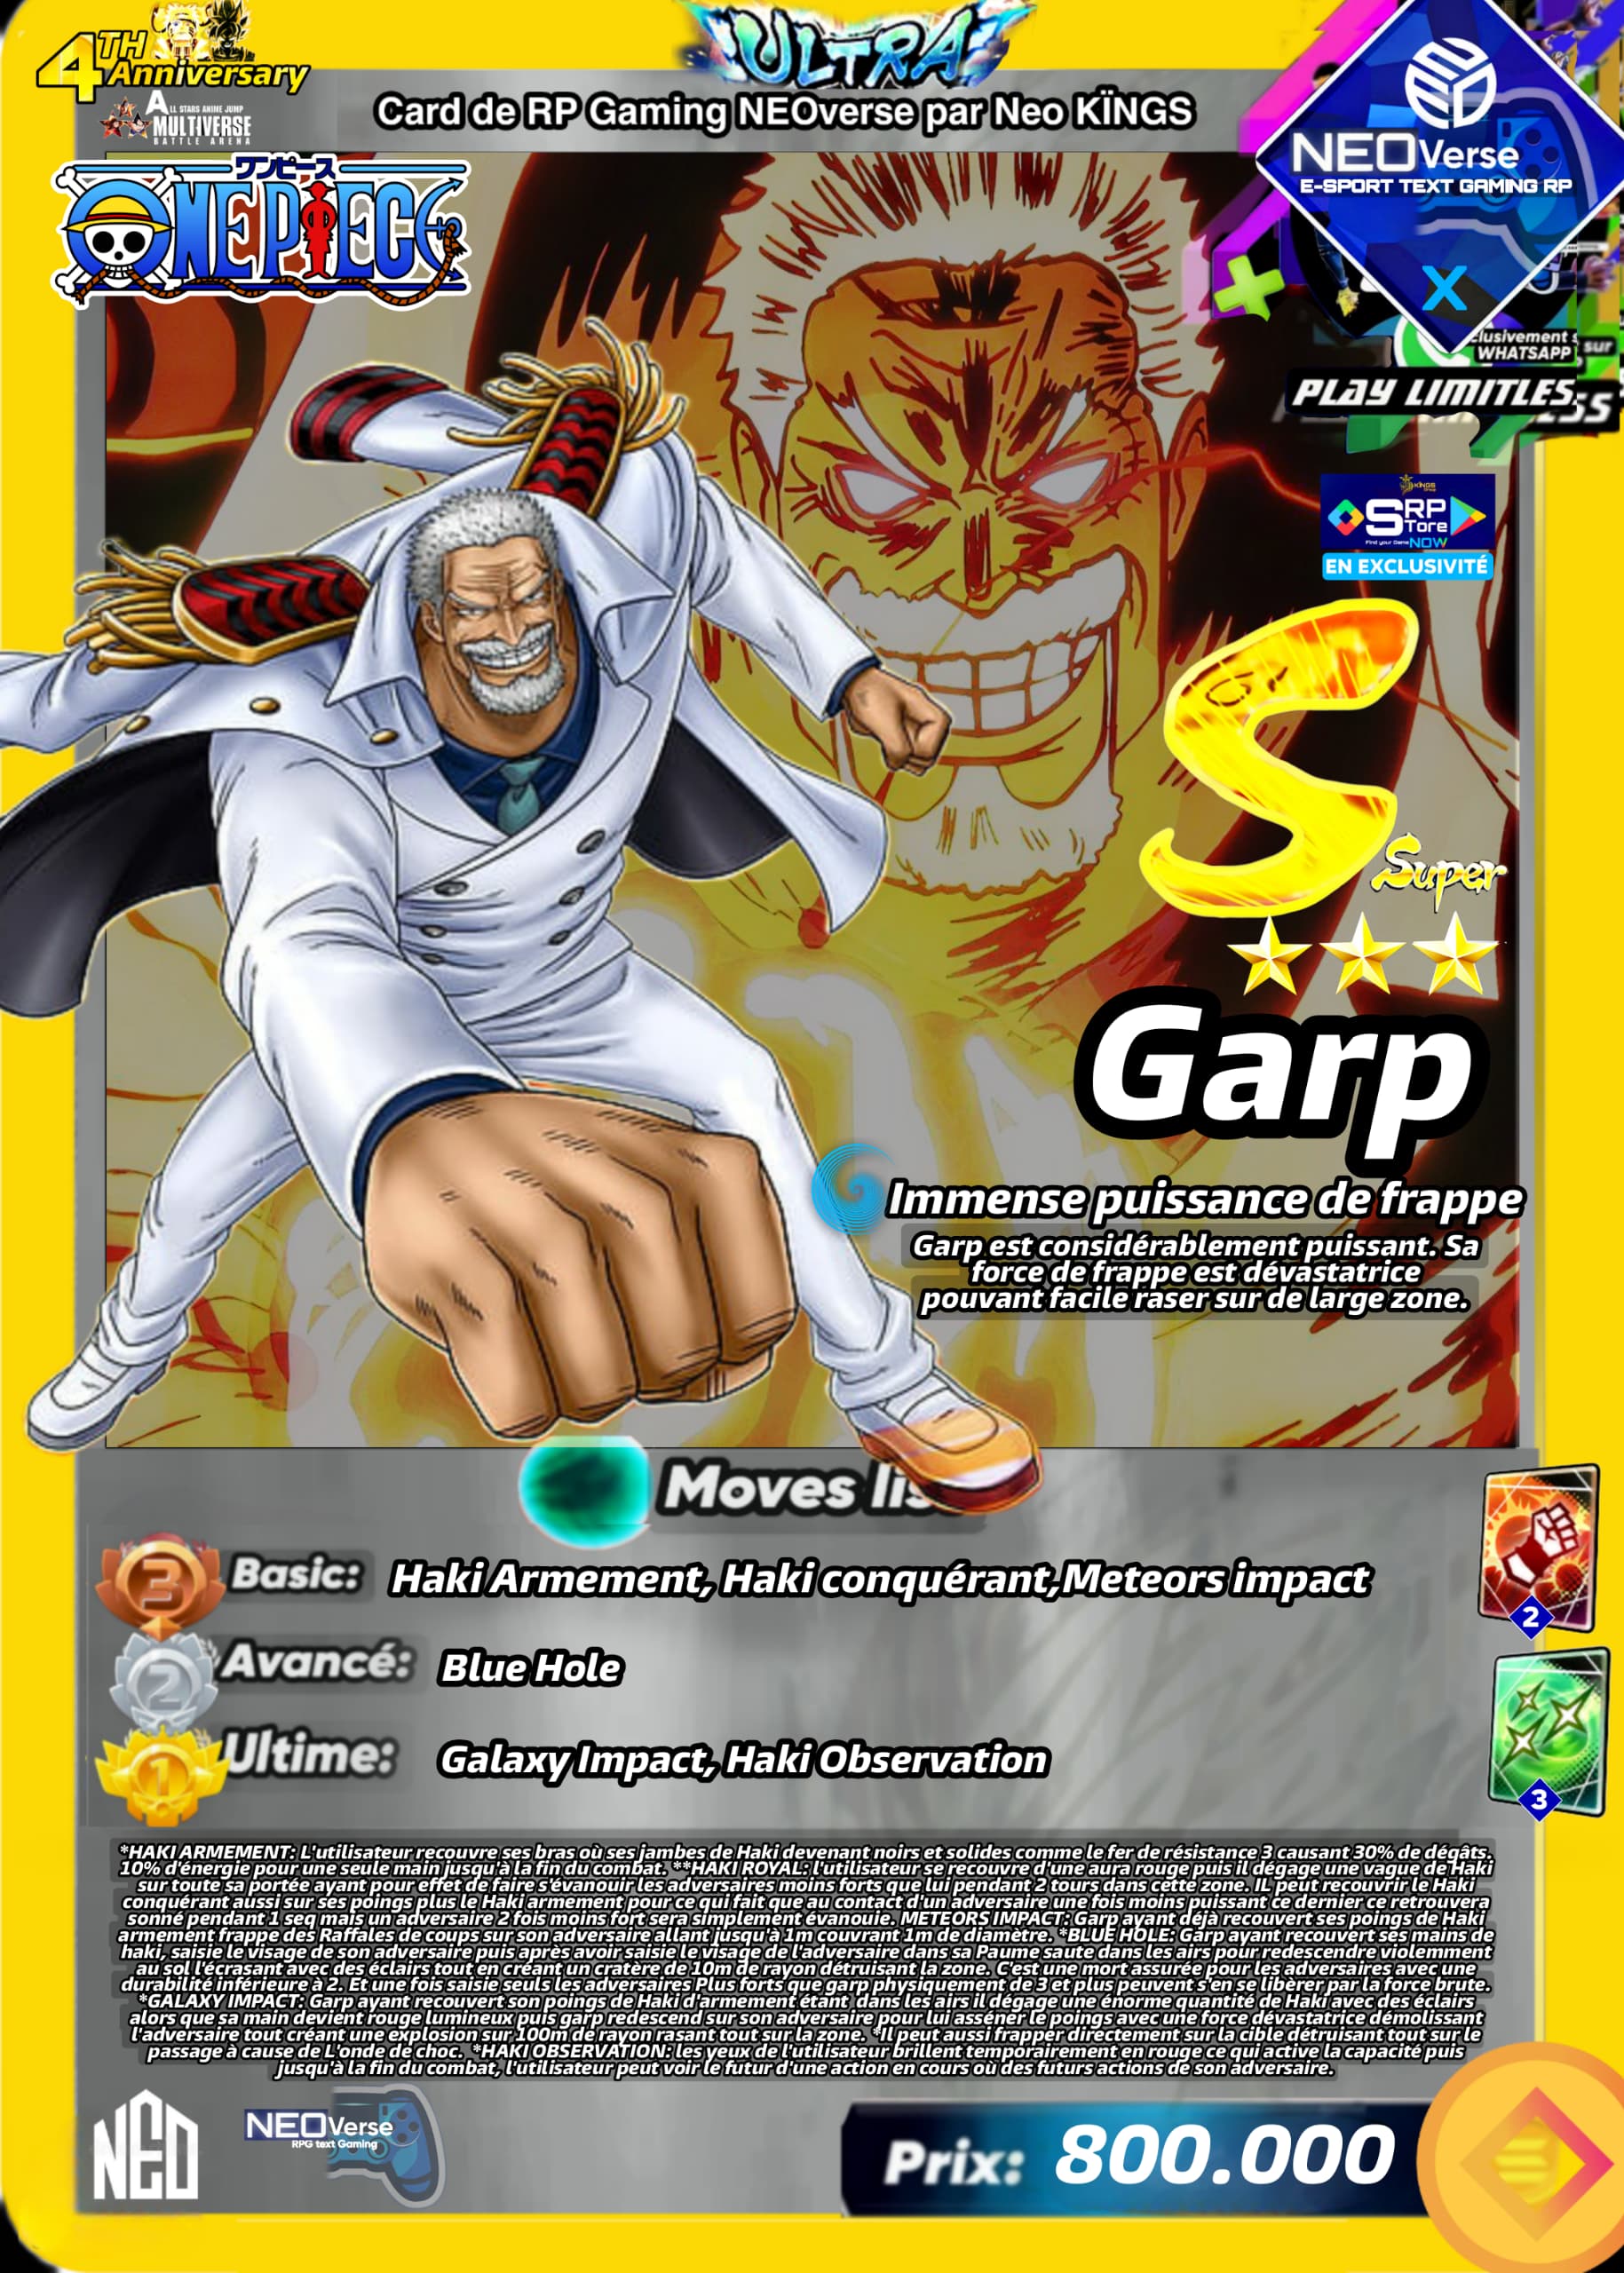 4TH
Anniversary
ALL STARS ANIME JUMP
MULTIVERSE
BATTLE ARENA
ULTRA
Card de RP Gaming NEOverse par Neo KÏNGS
NEOVerse
E-SPORT TEXT GAMING RP
X
ワンピース
ONE PIECE
lusivement s sur
WHATSAPP
PLAY LIMITLES
SS
KINGS
SRP
Tore
Find your Game NOW
EN EXCLUSIVITÉ
S
Super
Garp
Immense puissance de frappe
Garp est considérablement puissant. Sa
force de frappe est dévastatrice
pouvant facile raser sur de large zone.
Moves lis
3 Basic: Haki Armement, Haki conquérant,Meteors impact
2
2 Avancé: Blue Hole
1 Ultime: Galaxy Impact, Haki Observation
3
*HAKI ARMEMENT: L'utilisateur recouvre ses bras où ses jambes de Haki devenant noirs et solides comme le fer de résistance 3 causant 30% de dégâts.
10% d'énergie pour une seule main jusqu'à la fin du combat. **HAKI ROYAL: l'utilisateur se recouvre d'une aura rouge puis il dégage une vague de Haki
sur toute sa portée ayant pour effet de faire s'évanouir les adversaires moins forts que lui pendant 2 tours dans cette zone. IL peut recouvrir le Haki
conquérant aussi sur ses poings plus le Haki armement pour ce qui fait que au contact d'un adversaire une fois moins puissant ce dernier ce retrouvera
sonné pendant 1 seq mais un adversaire 2 fois moins fort sera simplement évanouie. METEORS IMPACT: Garp ayant déjà recouvert ses poings de Haki
armement frappe des Raffales de coups sur son adversaire allant jusqu'à 1m couvrant 1m de diamètre. *BLUE HOLE: Garp ayant recouvert ses mains de
haki, saisie le visage de son adversaire puis après avoir saisie le visage de l'adversaire dans sa Paume saute dans les airs pour redescendre violemment
au sol l'écrasant avec des éclairs tout en créant un cratère de 10m de rayon détruisant la zone. C'est une mort assurée pour les adversaires avec une
durabilité inférieure à 2. Et une fois saisie seuls les adversaires Plus forts que garp physiquement de 3 et plus peuvent s'en se libèrer par la force brute.
*GALAXY IMPACT: Garp ayant recouvert son poings de Haki d'armement étant dans les airs il dégage une énorme quantité de Haki avec des éclairs
alors que sa main devient rouge lumineux puis garp redescend sur son adversaire pour lui asséner le poings avec une force dévastatrice démolissant
l'adversaire tout créant une explosion sur 100m de rayon rasant tout sur la zone. *Il peut aussi frapper directement sur la cible détruisant tout sur le
passage à cause de L'onde de choc. *HAKI OBSERVATION: les yeux de l'utilisateur brillent temporairement en rouge ce qui active la capacité puis
jusqu'à la fin du combat, l'utilisateur peut voir le futur d'une action en cours où des futurs actions de son adversaire.
NEO
NEOVerse
RPG text Gaming
Prix: 800.000